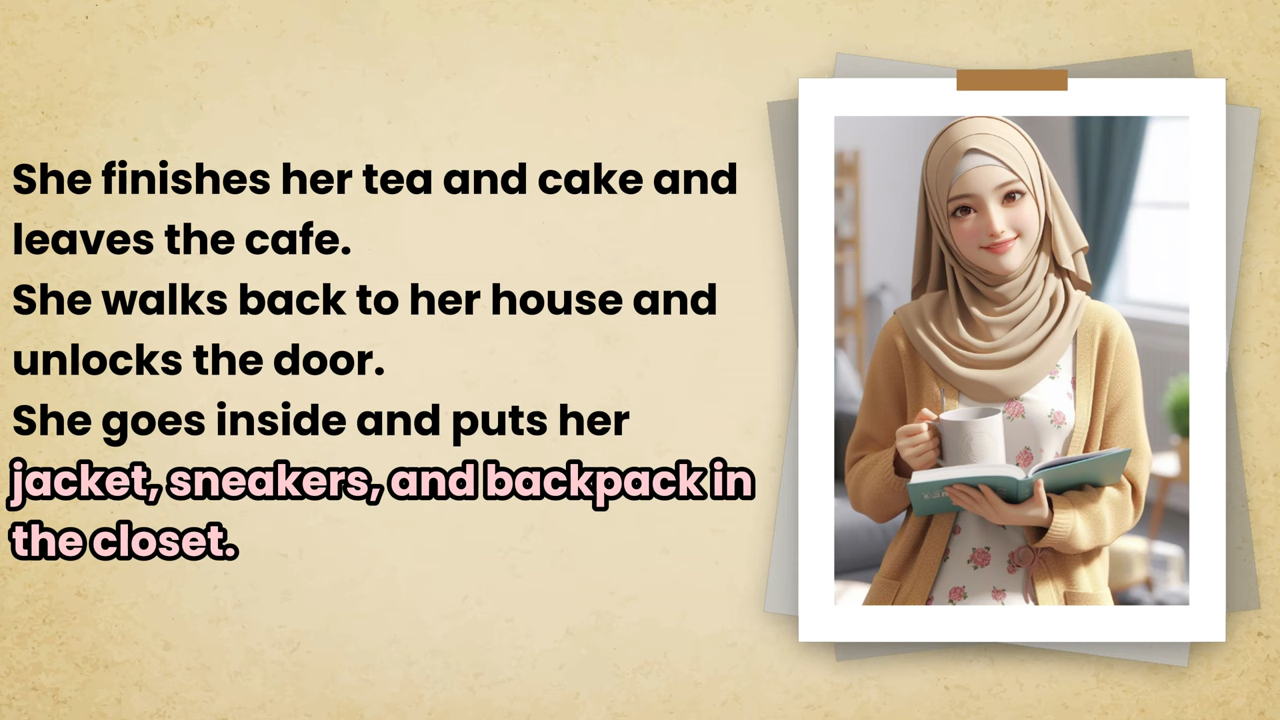 She finishes her tea and cake and
leaves the cafe.
She walks back to her house and
unlocks the door.
She goes inside and puts her
jacket, sneakers, and backpack in
the closet.